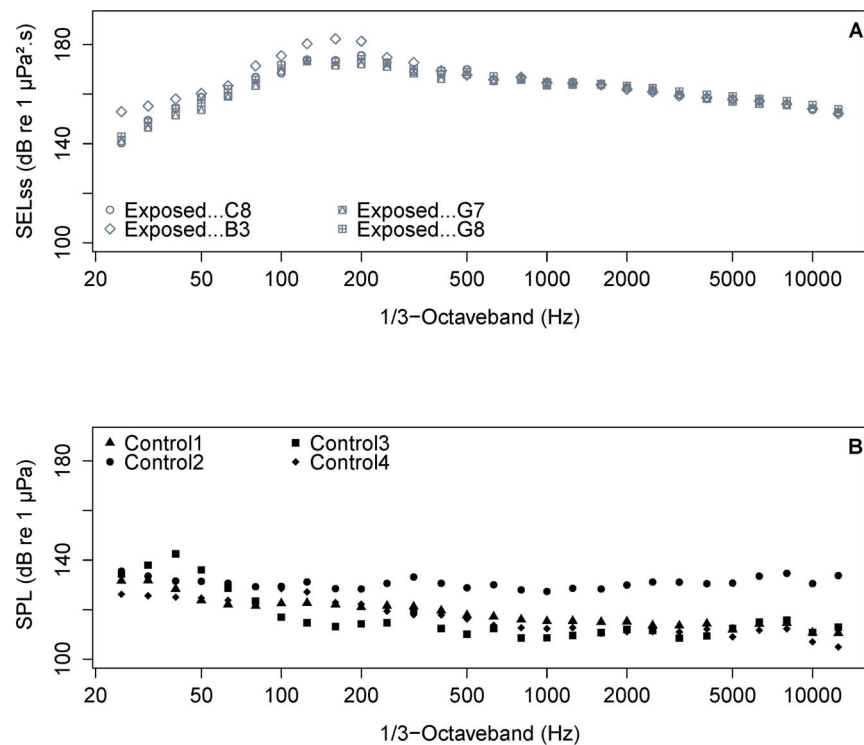 A
SELss (dB re 1 µPa².s)
180
140
100
Exposed...C8
Exposed...G7
Exposed...B3
Exposed...G8
20 50 100 200 500 1000 2000 5000 10000
1/3−Octaveband (Hz)
B
SPL (dB re 1 µPa)
180
140
100
Control1
Control3
Control2
Control4
20 50 100 200 500 1000 2000 5000 10000
1/3−Octaveband (Hz)